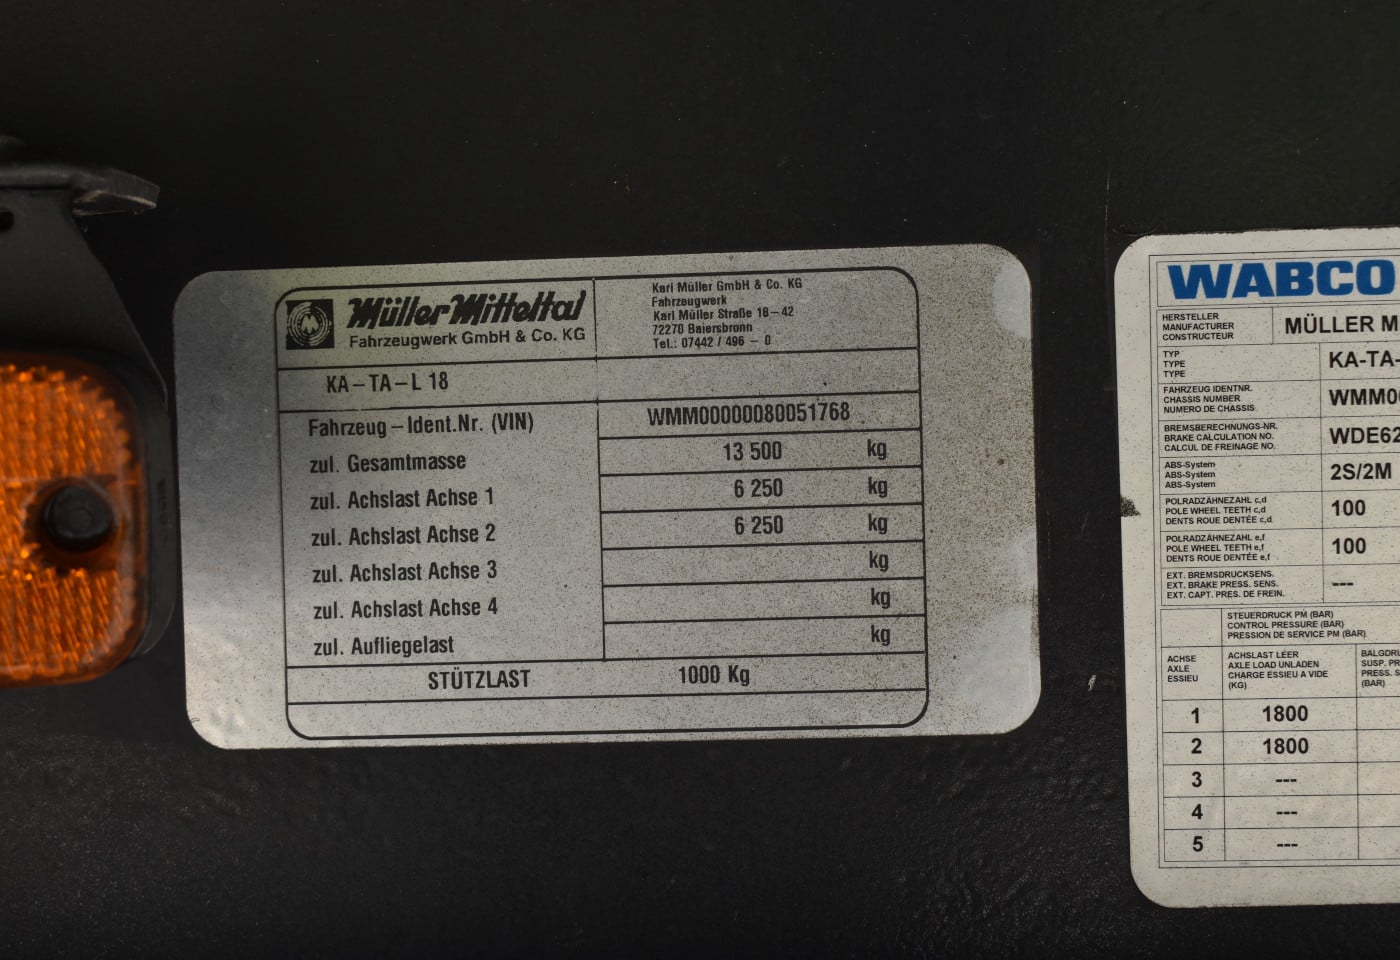 Müller Mitteltal
Fahrzeugwerk GmbH & Co. KG
Karl Müller GmbH & Co. KG
Fahrzeugwerk
Karl Müller Straße 18-42
72270 Baiersbronn
Tel.: 07442 / 496 - 0
KA-TA-L 18
Fahrzeug-Ident.Nr. (VIN) WMM00000080051768
zul. Gesamtmasse 13 500 kg
zul. Achslast Achse 1 6 250 kg
zul. Achslast Achse 2 6 250 kg
zul. Achslast Achse 3 kg
zul. Achslast Achse 4 kg
zul. Aufliegelast kg
STÜTZLAST 1000 Kg
WABCO
HERSTELLER
MANUFACTURER
CONSTRUCTEUR
MÜLLER M
TYP
TYPE
TYPE
KA-TA-
FAHRZEUG IDENTNR.
CHASSIS NUMBER
NUMERO DE CHASSIS
WMM00
BREMSBERECHNUNGS-NR.
BRAKE CALCULATION NO.
CALCUL DE FREINAGE NO.
WDE62
ABS-System
ABS-System
ABS-System
2S/2M
POLRADZÄHNEZAHL c,d
POLE WHEEL TEETH c,d
DENTS ROUE DENTÉE c,d
100
POLRADZÄHNEZAHL e,f
POLE WHEEL TEETH e,f
DENTS ROUE DENTÉE e,f
100
EXT. BREMSDRUCKSENS.
EXT. BRAKE PRESS. SENS.
EXT. CAPT. PRES. DE FREIN.
---
STEUERDRUCK PM (BAR)
CONTROL PRESSURE (BAR)
PRESSION DE SERVICE PM (BAR)
ACHSE
AXLE
ESSIEU
ACHSLAST LEER
AXLE LOAD UNLADEN
CHARGE ESSIEU A VIDE
(KG)
BALGDRU
SUSP. PR
PRESS. S
(BAR)
1 1800
2 1800
3 ---
4 ---
5 ---